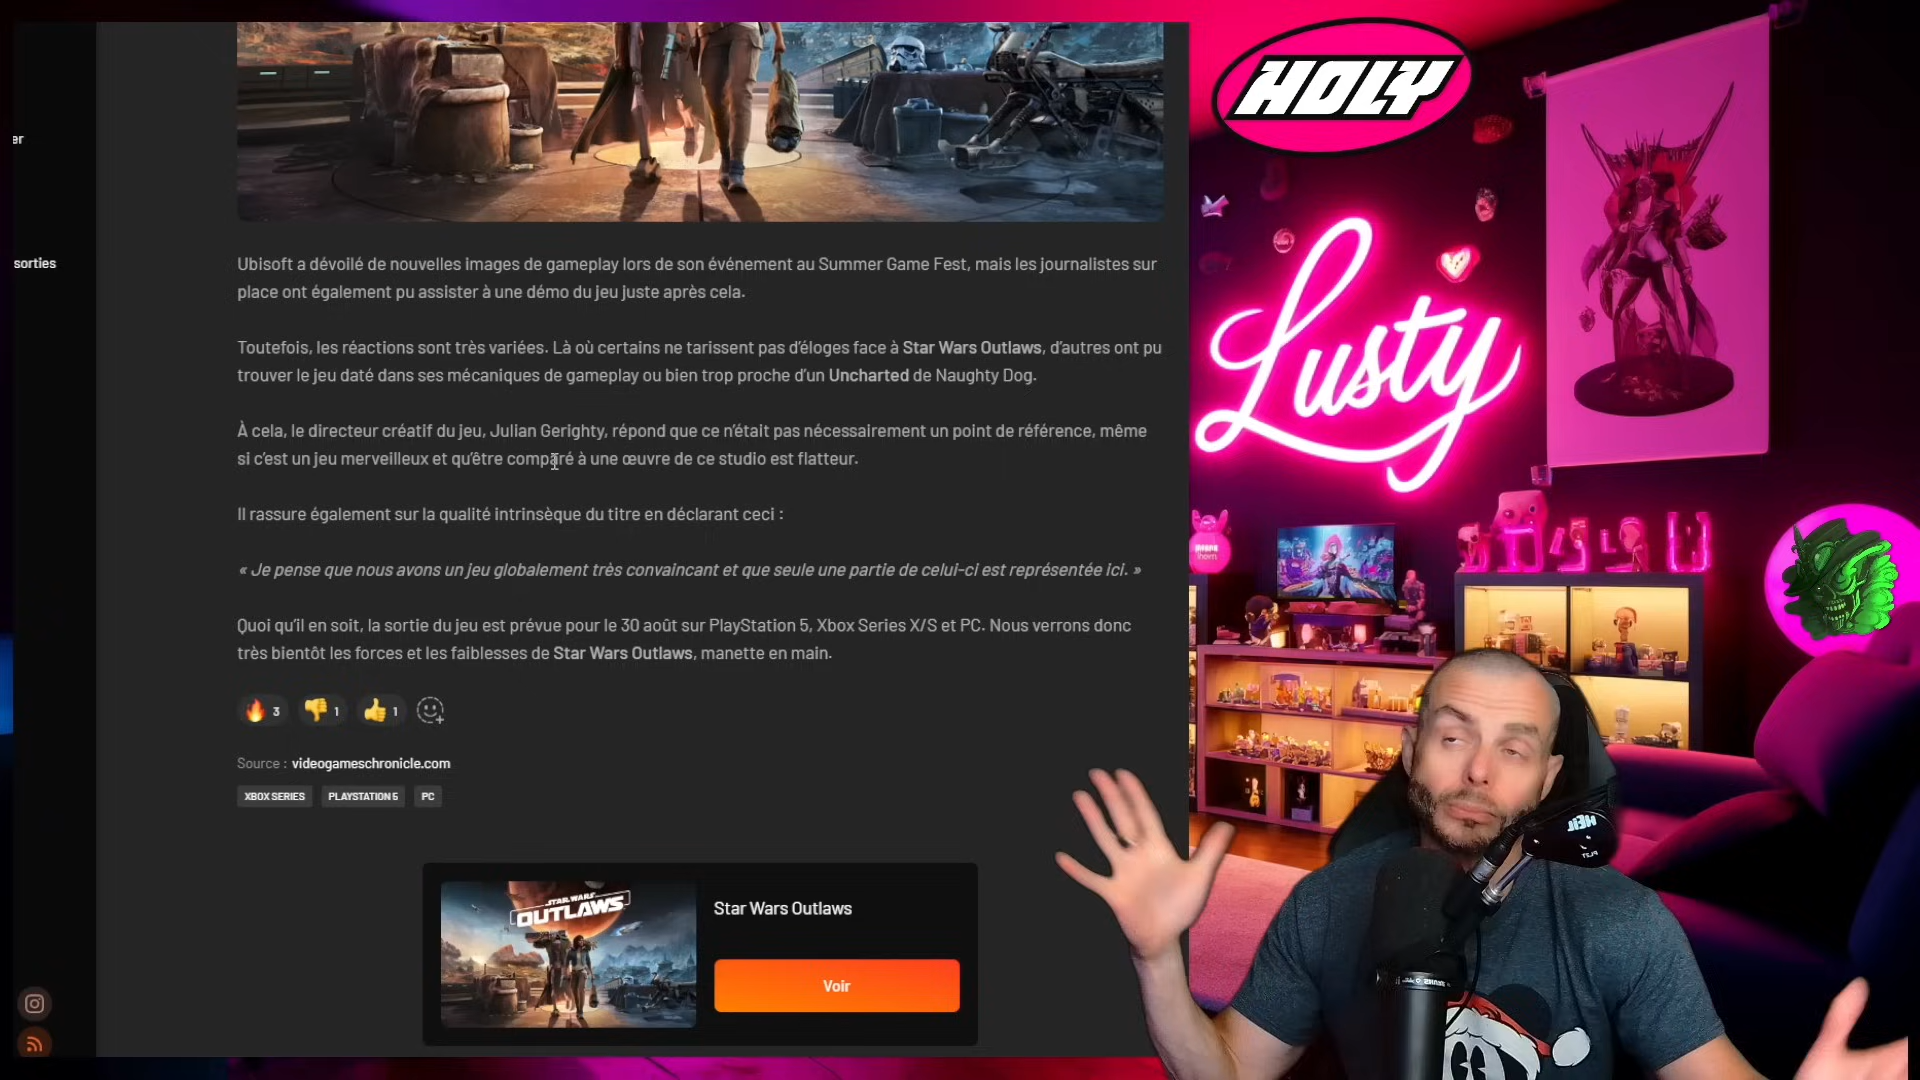 er
sorties
Ubisoft a dévoilé de nouvelles images de gameplay lors de son événement au Summer Game Fest, mais les journalistes sur
place ont également pu assister à une démo du jeu juste après cela.
Toutefois, les réactions sont très variées. Là où certains ne tarissent pas d’éloges face à Star Wars Outlaws, d’autres ont pu
trouver le jeu daté dans ses mécaniques de gameplay ou bien trop proche d’un Uncharted de Naughty Dog.
À cela, le directeur créatif du jeu, Julian Gerighty, répond que ce n’était pas nécessairement un point de référence, même
si c’est un jeu merveilleux et qu’être comparé à une œuvre de ce studio est flatteur.
Il rassure également sur la qualité intrinsèque du titre en déclarant ceci :
« Je pense que nous avons un jeu globalement très convaincant et que seule une partie de celui-ci est représentée ici. »
Quoi qu’il en soit, la sortie du jeu est prévue pour le 30 août sur PlayStation 5, Xbox Series X/S et PC. Nous verrons donc
très bientôt les forces et les faiblesses de Star Wars Outlaws, manette en main.
3 1 1
Source : videogameschronicle.com
XBOX SERIES PLAYSTATION 5 PC
STAR WARS
OUTLAWS
Star Wars Outlaws
Voir
HOLY
Lusty
HEIL